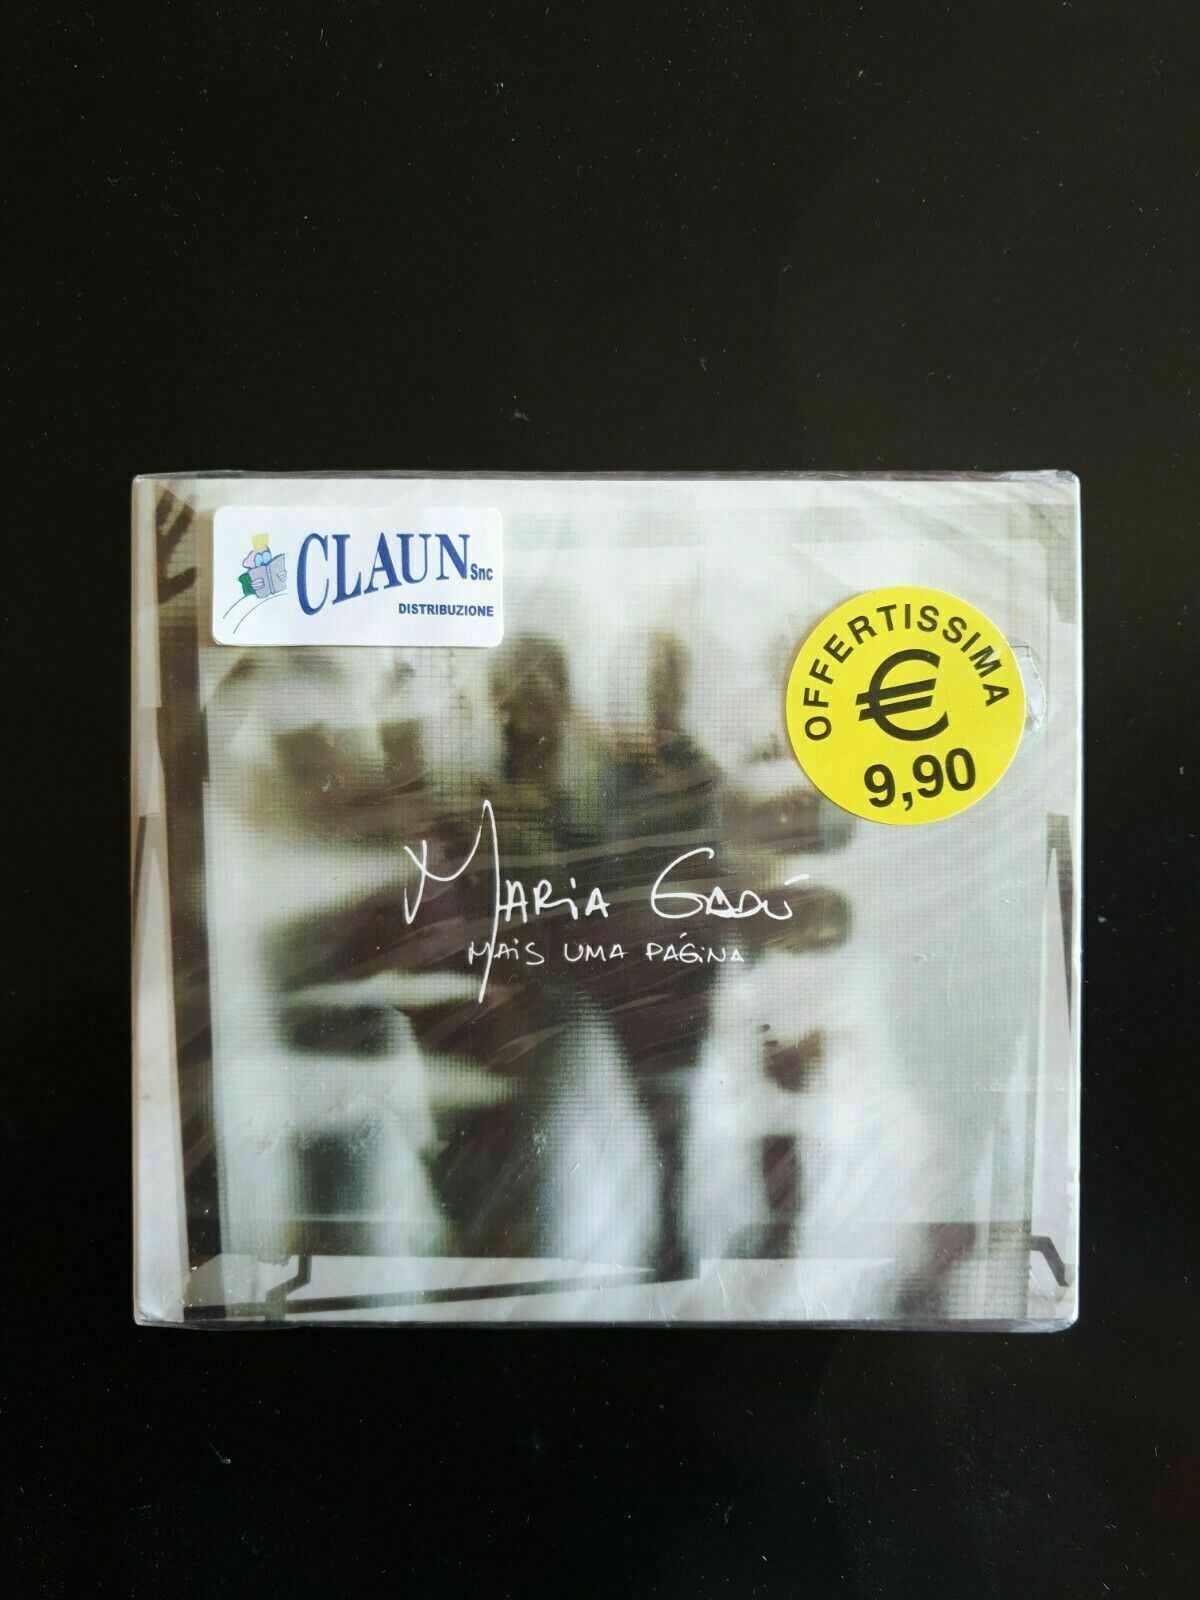 CLAUN Snc
DISTRIBUZIONE
OFFERTISSIMA
€
9,90
MARIA GADÚ
MAIS UMA PÁGINA